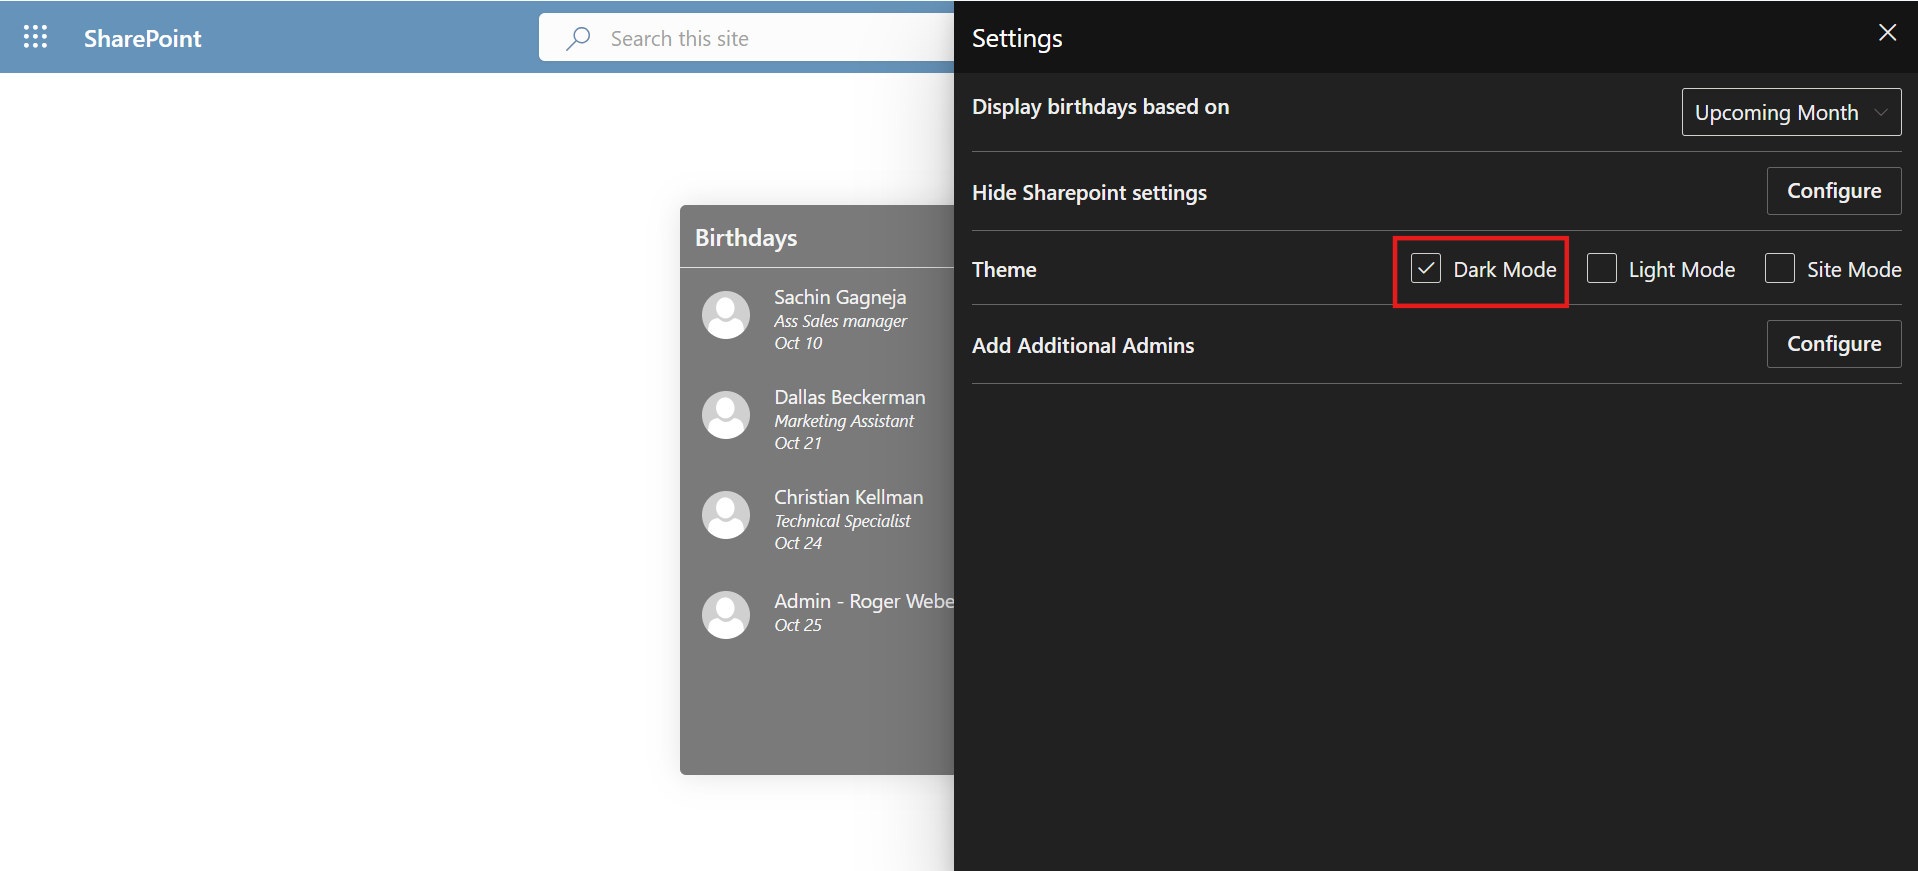 SharePoint
Search this site
Settings
Display birthdays based on
Upcoming Month
Hide Sharepoint settings
Configure
Theme
Dark Mode
Light Mode
Site Mode
Add Additional Admins
Configure
Birthdays
Sachin Gagneja
Ass Sales manager
Oct 10
Dallas Beckerman
Marketing Assistant
Oct 21
Christian Kellman
Technical Specialist
Oct 24
Admin - Roger Webe
Oct 25